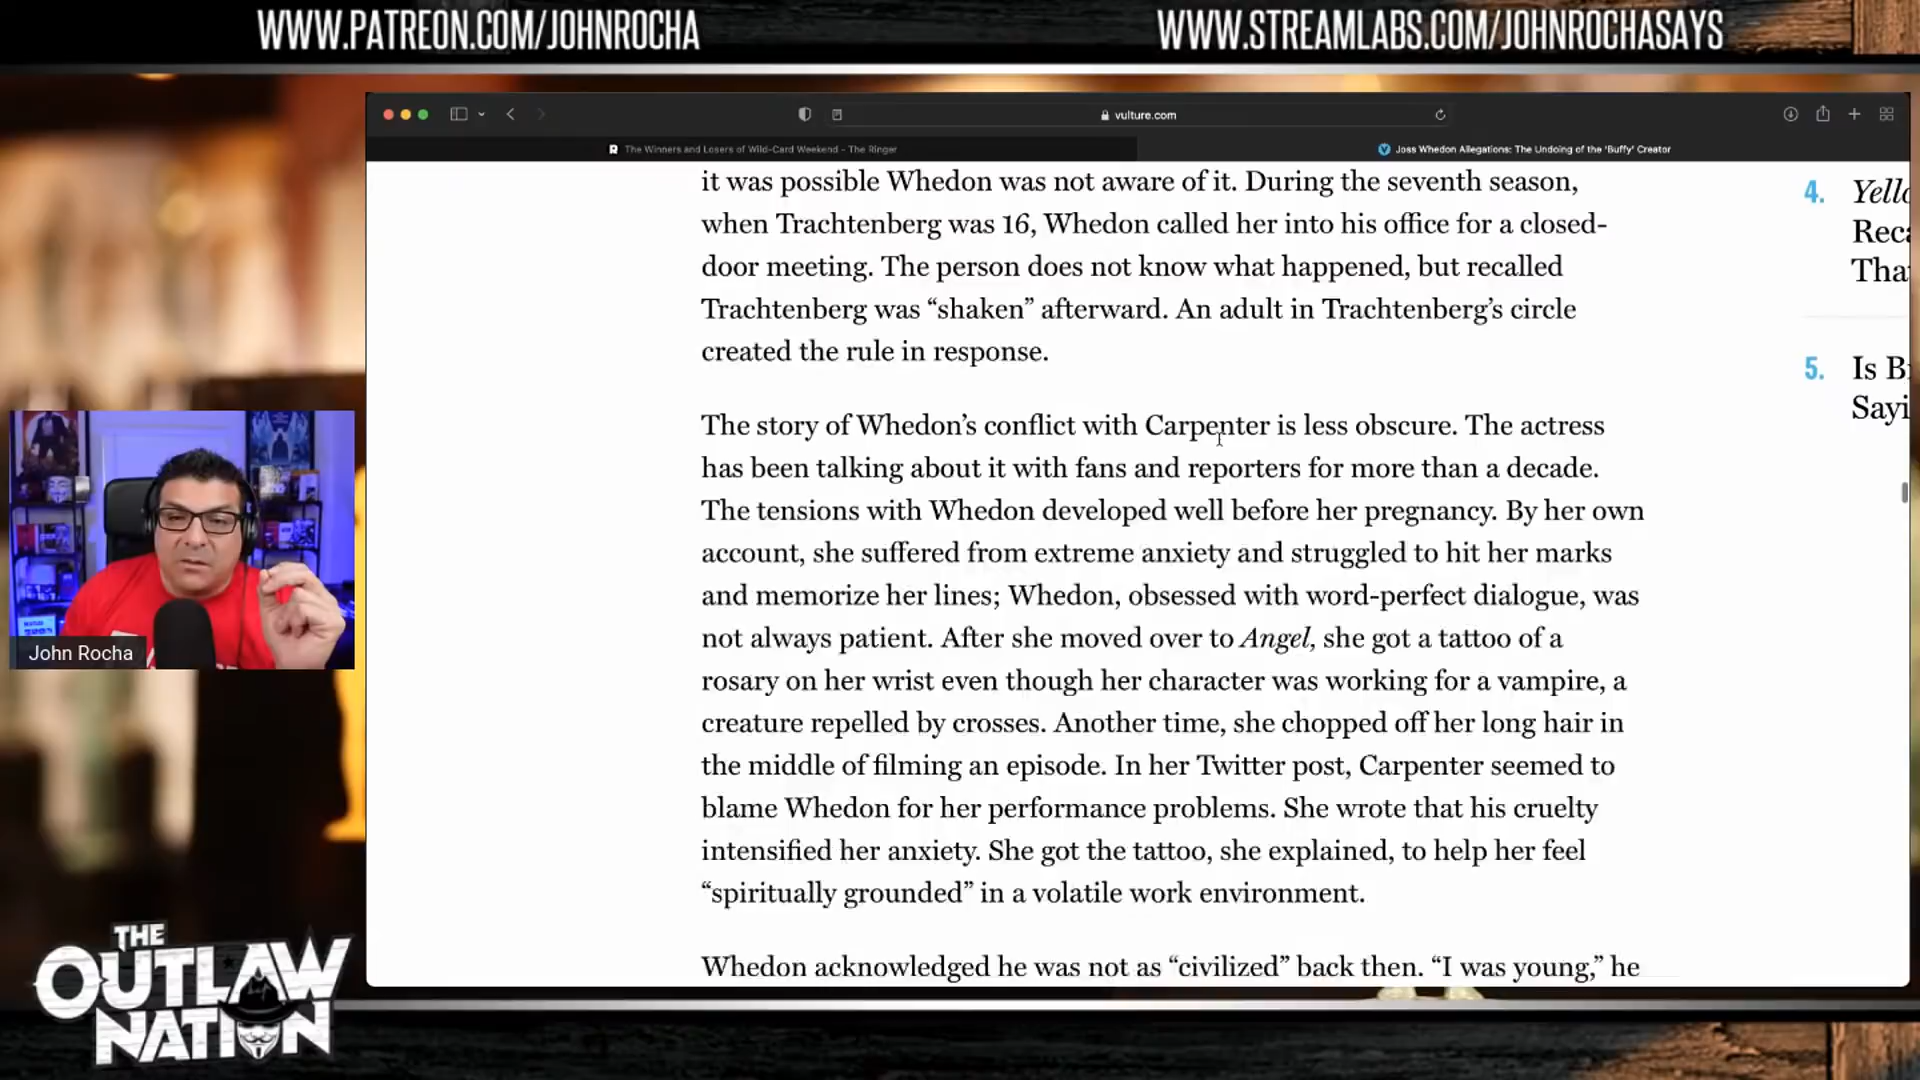 WWW.PATREON.COM/JOHNROCHA
WWW.STREAMLABS.COM/JOHNROCHASAYS
vulture.com
The Winners and Losers of Wild-Card Weekend - The Ringer
Joss Whedon Allegations: The Undoing of the ‘Buffy’ Creator
it was possible Whedon was not aware of it. During the seventh season,
when Trachtenberg was 16, Whedon called her into his office for a closed-
door meeting. The person does not know what happened, but recalled
Trachtenberg was “shaken” afterward. An adult in Trachtenberg’s circle
created the rule in response.
The story of Whedon’s conflict with Carpenter is less obscure. The actress
has been talking about it with fans and reporters for more than a decade.
The tensions with Whedon developed well before her pregnancy. By her own
account, she suffered from extreme anxiety and struggled to hit her marks
and memorize her lines; Whedon, obsessed with word-perfect dialogue, was
not always patient. After she moved over to Angel, she got a tattoo of a
rosary on her wrist even though her character was working for a vampire, a
creature repelled by crosses. Another time, she chopped off her long hair in
the middle of filming an episode. In her Twitter post, Carpenter seemed to
blame Whedon for her performance problems. She wrote that his cruelty
intensified her anxiety. She got the tattoo, she explained, to help her feel
“spiritually grounded” in a volatile work environment.
Whedon acknowledged he was not as “civilized” back then. “I was young,” he
4. Yello
Reca
Tha
5. Is B
Sayi
John Rocha
THE
OUTLAW
NATION